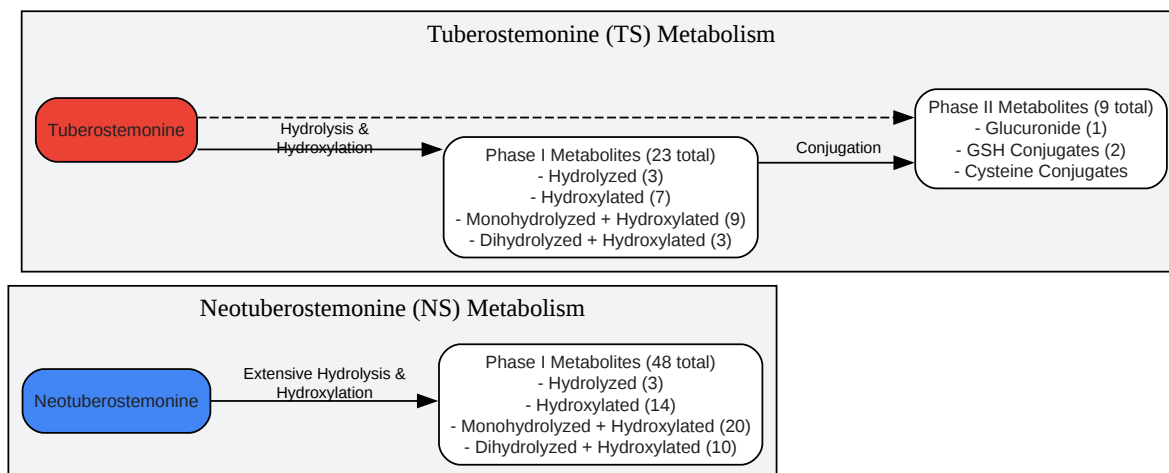 Tuberostemonine (TS) Metabolism
Tuberostemonine
Hydrolysis &
Hydroxylation
Phase I Metabolites (23 total)
- Hydrolyzed (3)
- Hydroxylated (7)
- Monohydrolyzed + Hydroxylated (9)
- Dihydrolyzed + Hydroxylated (3)
Conjugation
Phase II Metabolites (9 total)
- Glucuronide (1)
- GSH Conjugates (2)
- Cysteine Conjugates
Neotuberostemonine (NS) Metabolism
Neotuberostemonine
Extensive Hydrolysis &
Hydroxylation
Phase I Metabolites (48 total)
- Hydrolyzed (3)
- Hydroxylated (14)
- Monohydrolyzed + Hydroxylated (20)
- Dihydrolyzed + Hydroxylated (10)